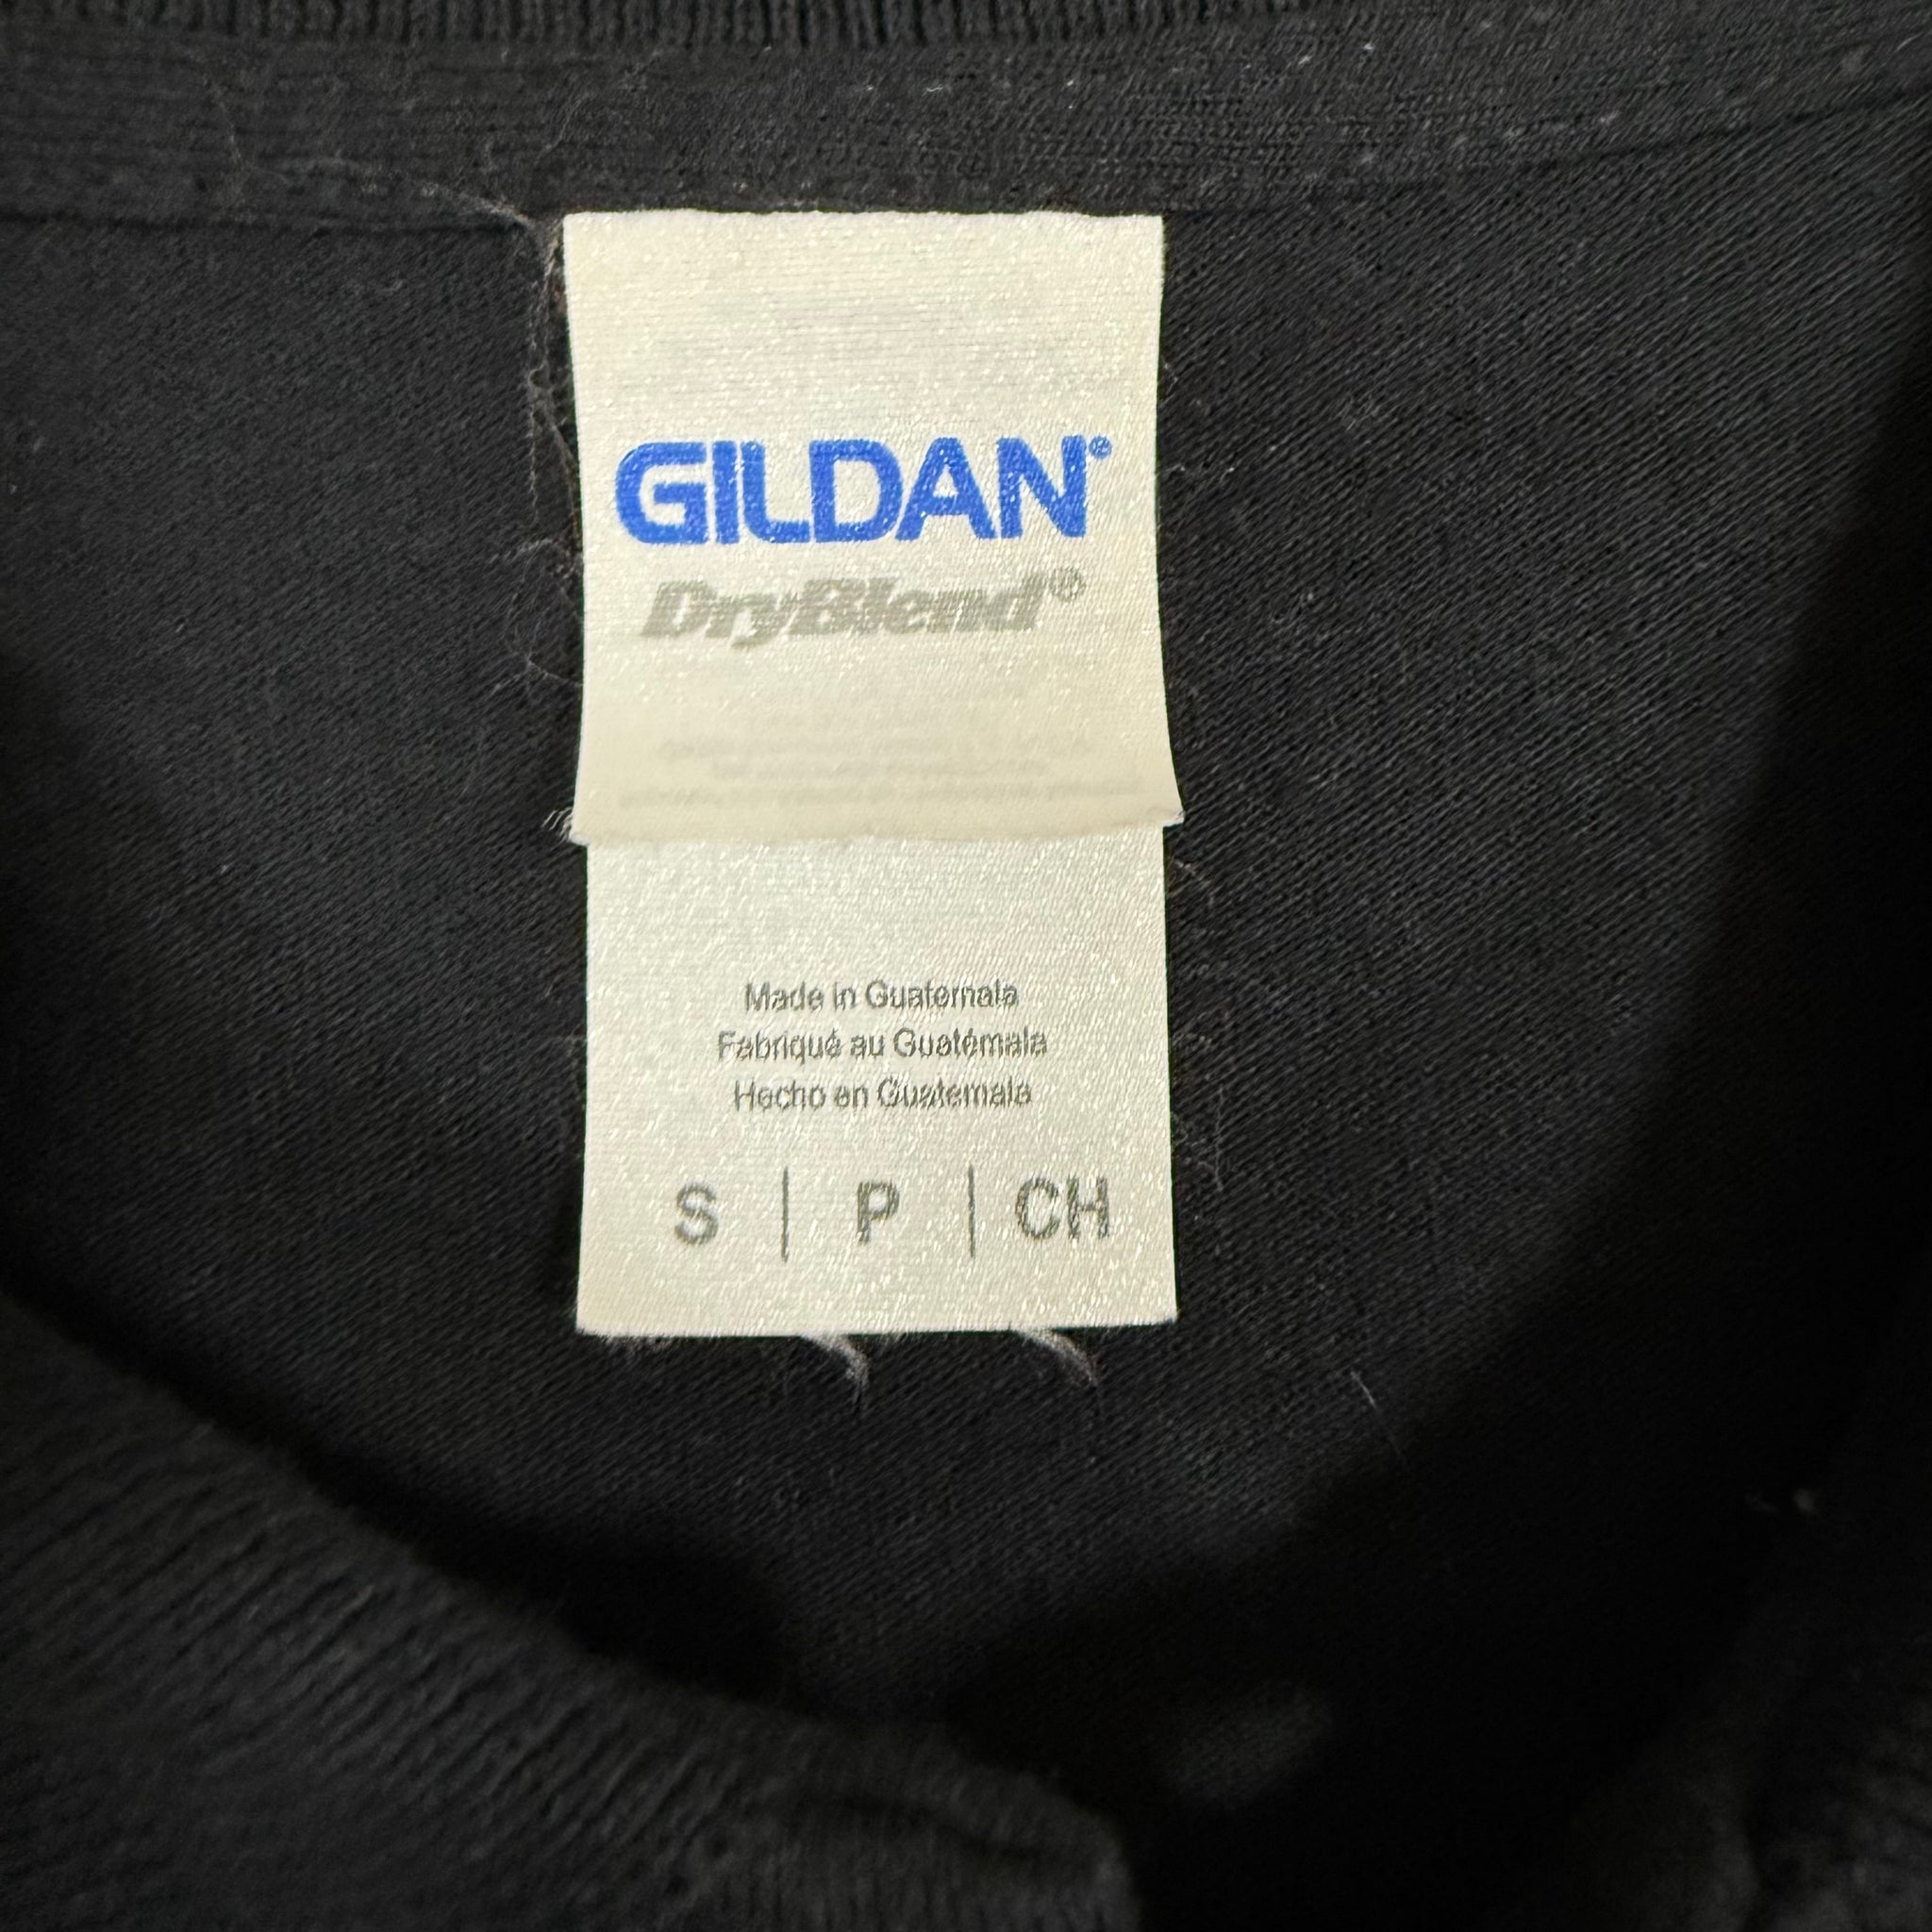 GILDAN®
DryBlend®
Made in Guatemala
Fabriqué au Guatémala
Hecho en Guatemala
S | P | CH